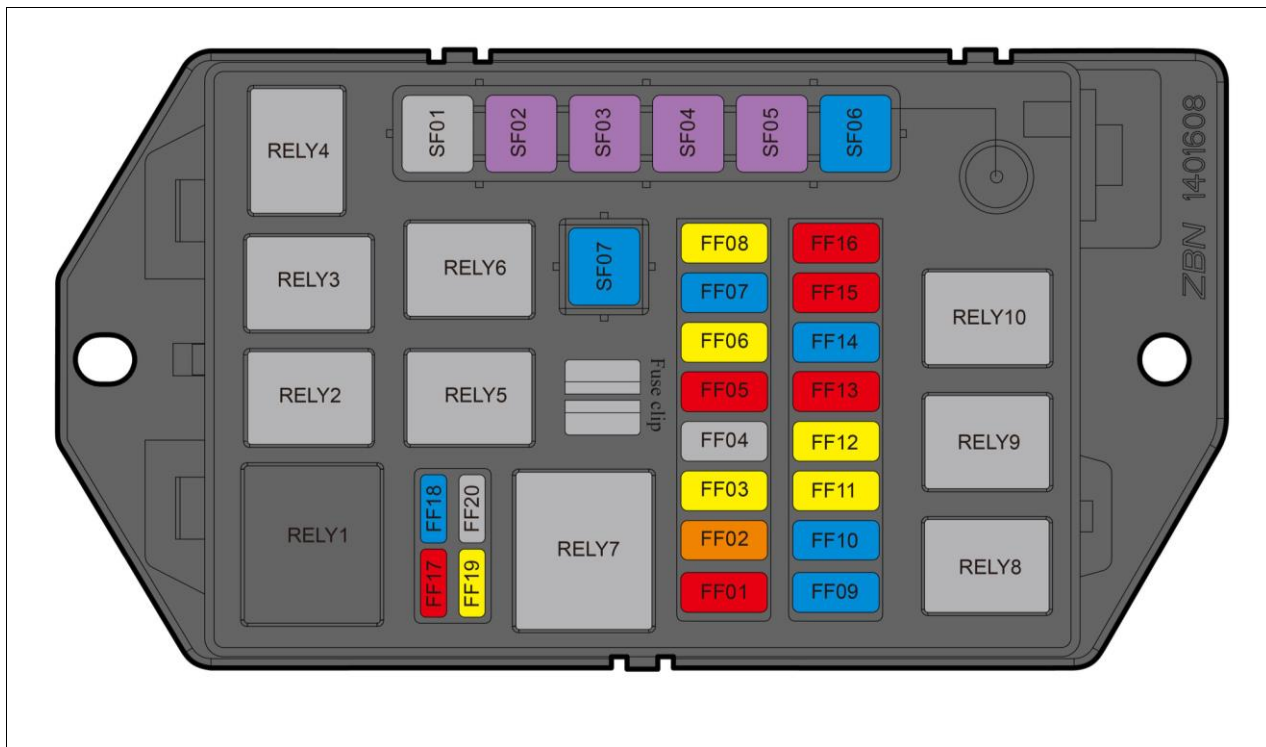 RELY4
SF01 SF02 SF03 SF04 SF05 SF06
ZBN 1401608
RELY3
RELY6
SF07
FF08 FF16
FF07 FF15
FF06 FF14
FF05 FF13
FF04 FF12
FF03 FF11
FF02 FF10
FF01 FF09
RELY10
RELY2
RELY5
Fuse clip
RELY9
RELY1
FF18 FF20
FF17 FF19
RELY7
RELY8